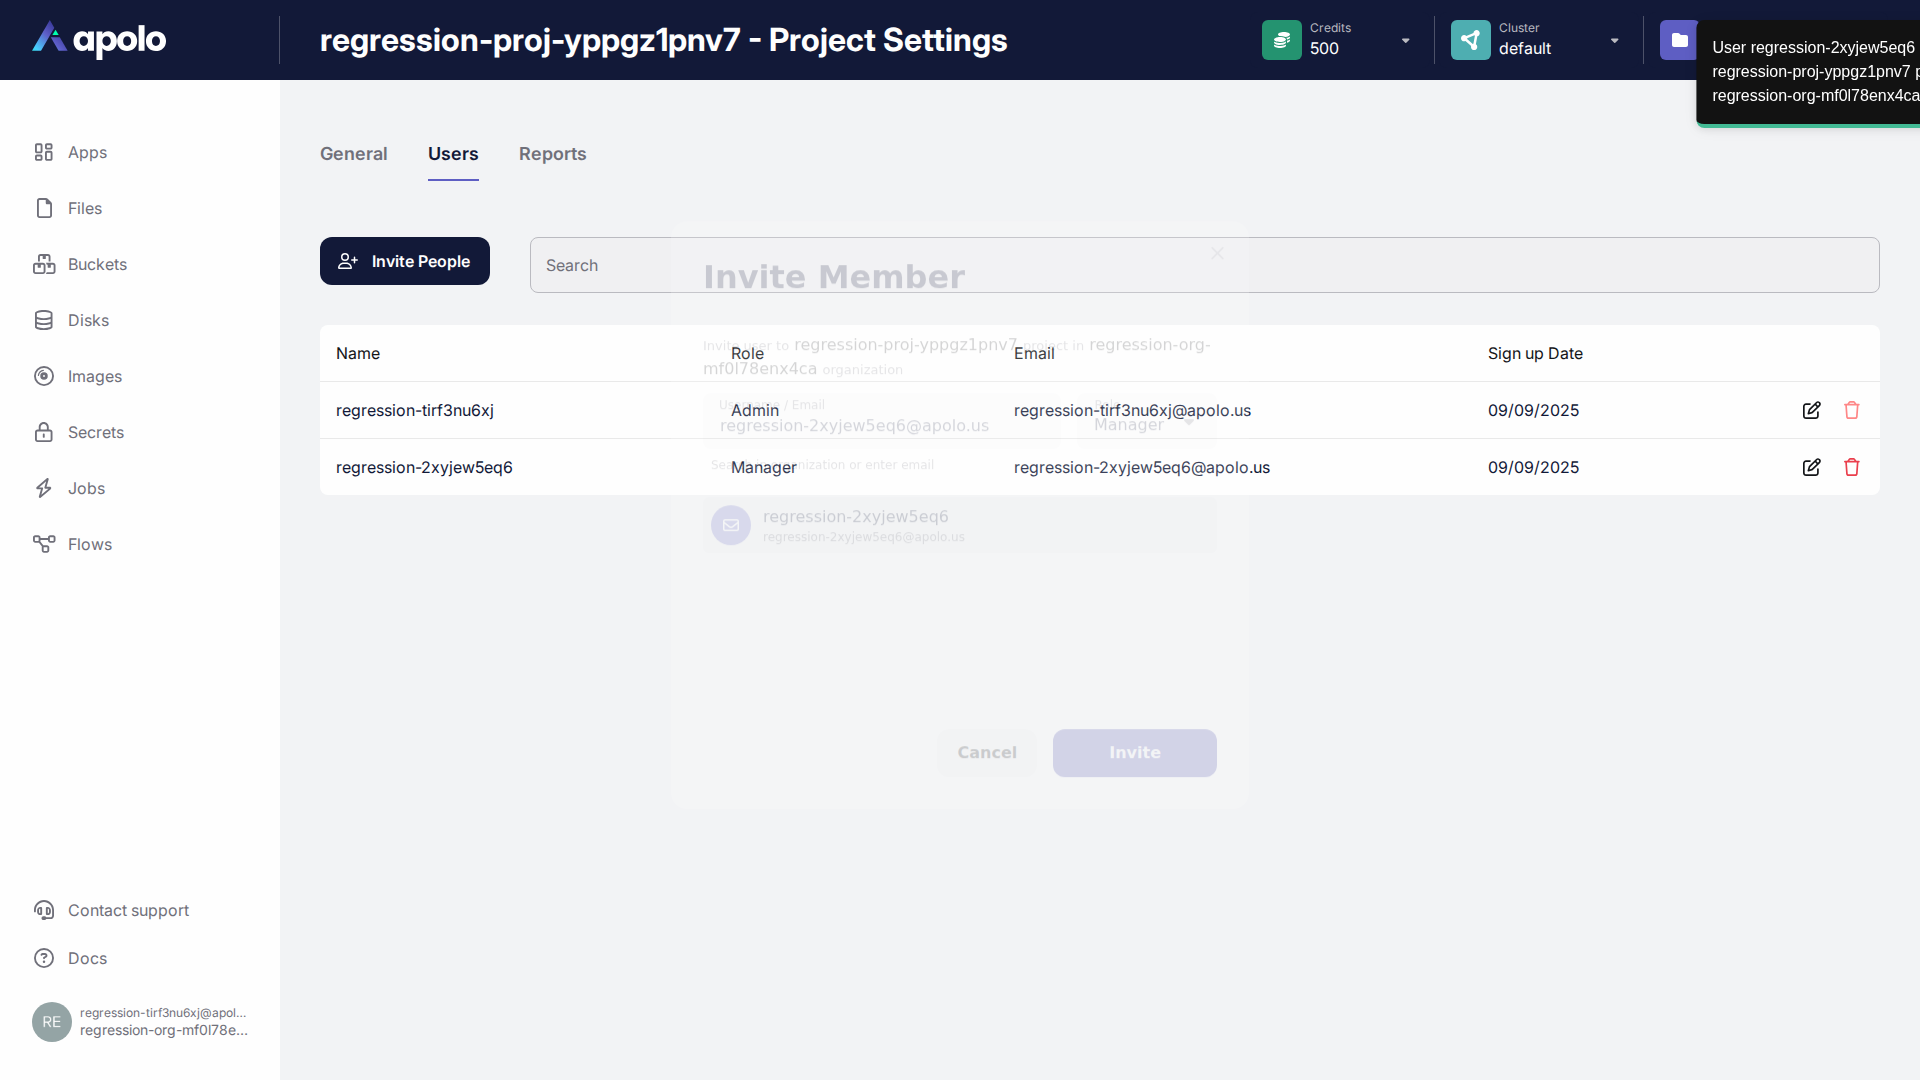 apolo
regression-proj-yppgz1pnv7 - Project Settings
Credits
500
Cluster
default
User regression-2xyjew5eq6
regression-proj-yppgz1pnv7 p
regression-org-mf0l78enx4ca
Apps
Files
Buckets
Disks
Images
Secrets
Jobs
Flows
Contact support
Docs
RE
regression-tirf3nu6xj@apol...
regression-org-mf0l78e...
General
Users
Reports
Invite People
Search
Name
Role
Email
Sign up Date
regression-tirf3nu6xj
Admin
regression-tirf3nu6xj@apolo.us
09/09/2025
regression-2xyjew5eq6
Manager
regression-2xyjew5eq6@apolo.us
09/09/2025
Invite Member
Invite user to regression-proj-yppgz1pnv7 project in regression-org-
mf0l78enx4ca organization
Username / Email
regression-2xyjew5eq6@apolo.us
Role
Manager
Search in organization or enter email
regression-2xyjew5eq6
regression-2xyjew5eq6@apolo.us
Cancel
Invite